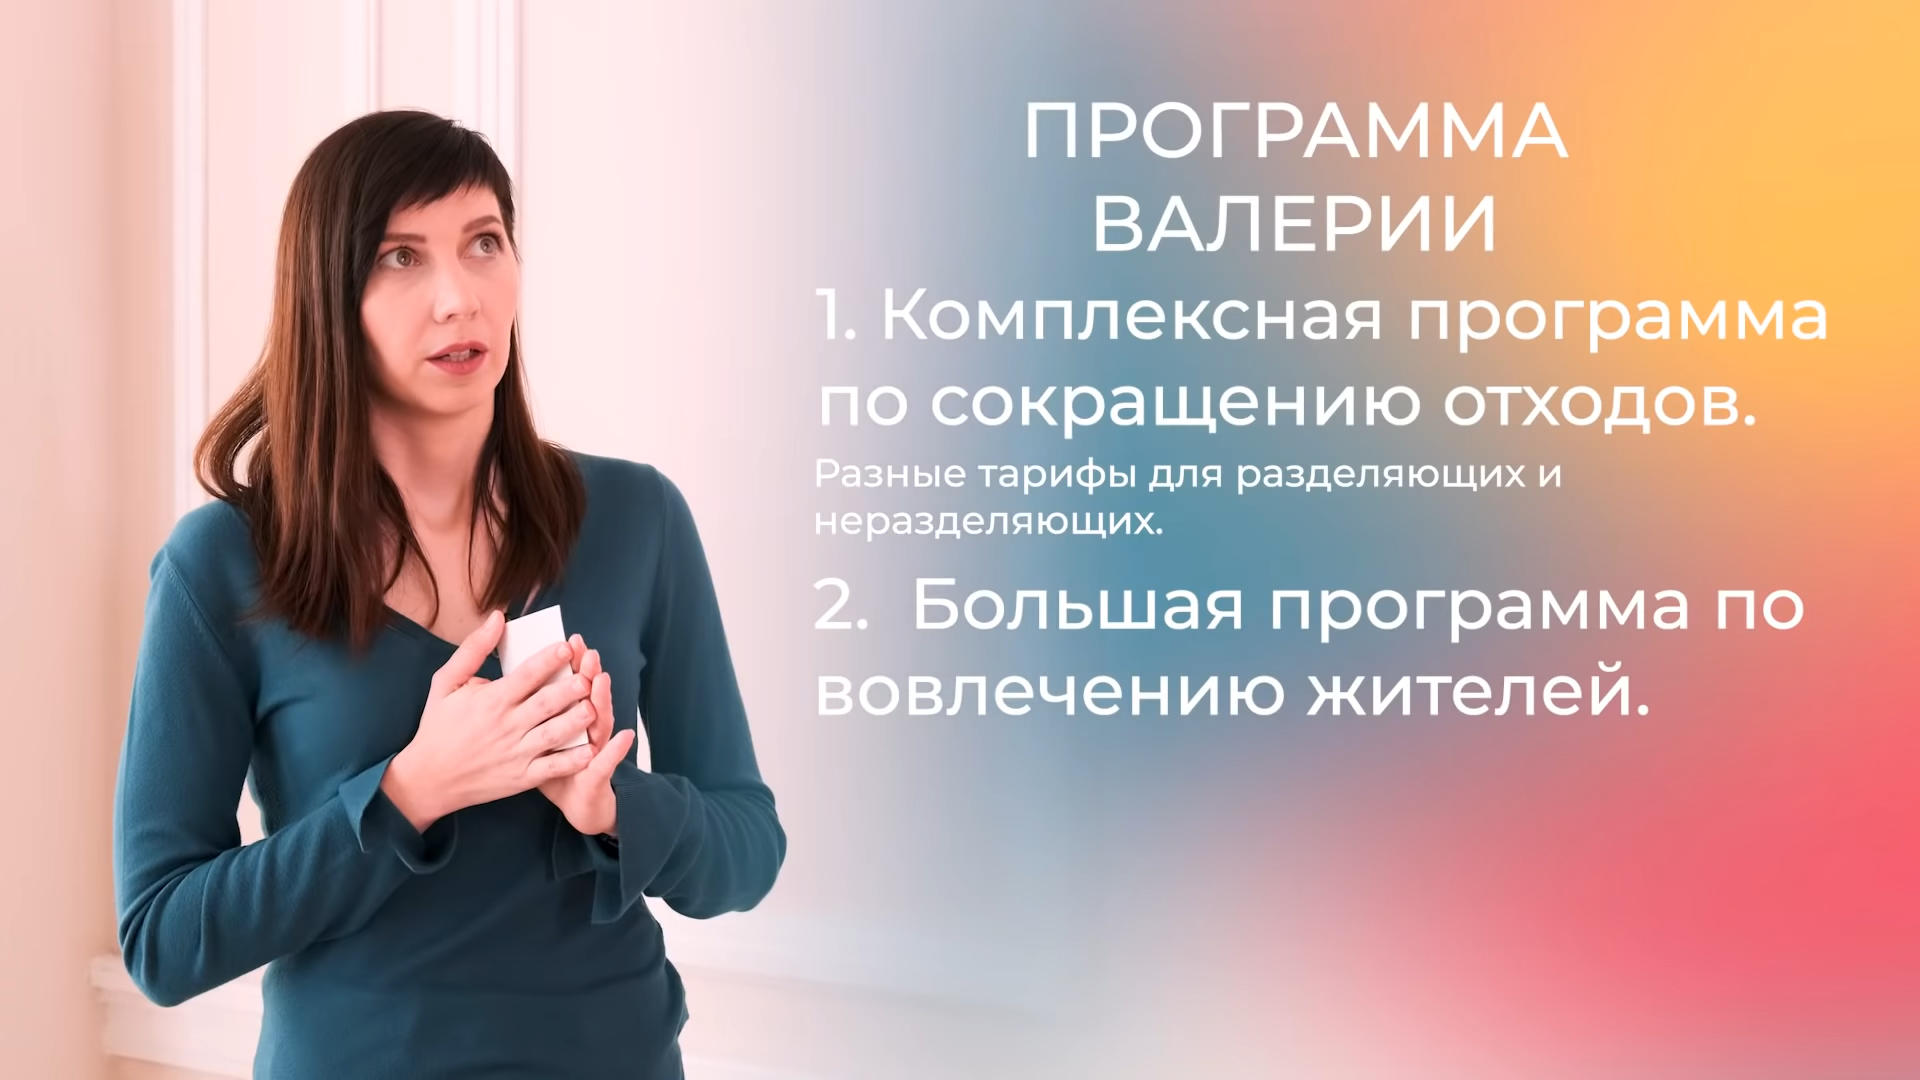 ПРОГРАММА
ВАЛЕРИИ
1. Комплексная программа
по сокращению отходов.
Разные тарифы для разделяющих и
неразделяющих.
2. Большая программа по
вовлечению жителей.